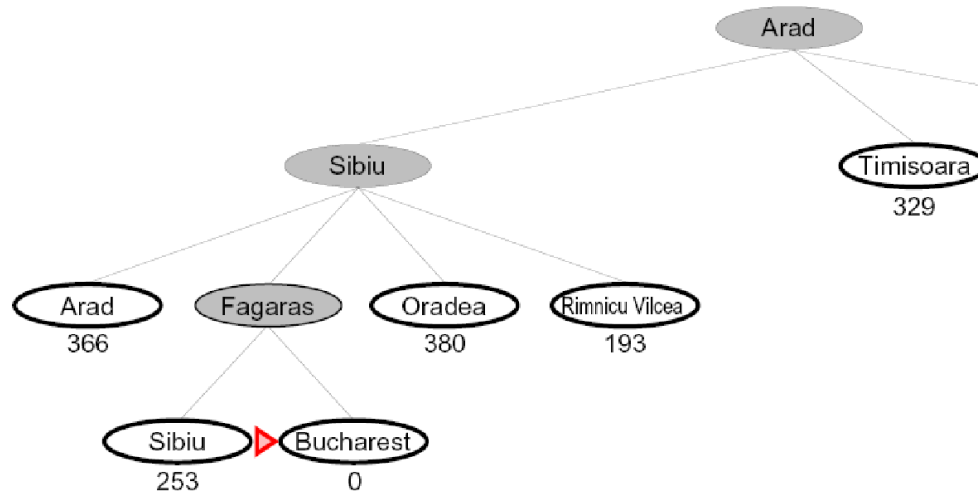 Arad
Sibiu
Timisoara
329
Arad
Fagaras
Oradea
Rimnicu Vilcea
366
380
193
Sibiu
Bucharest
253
0